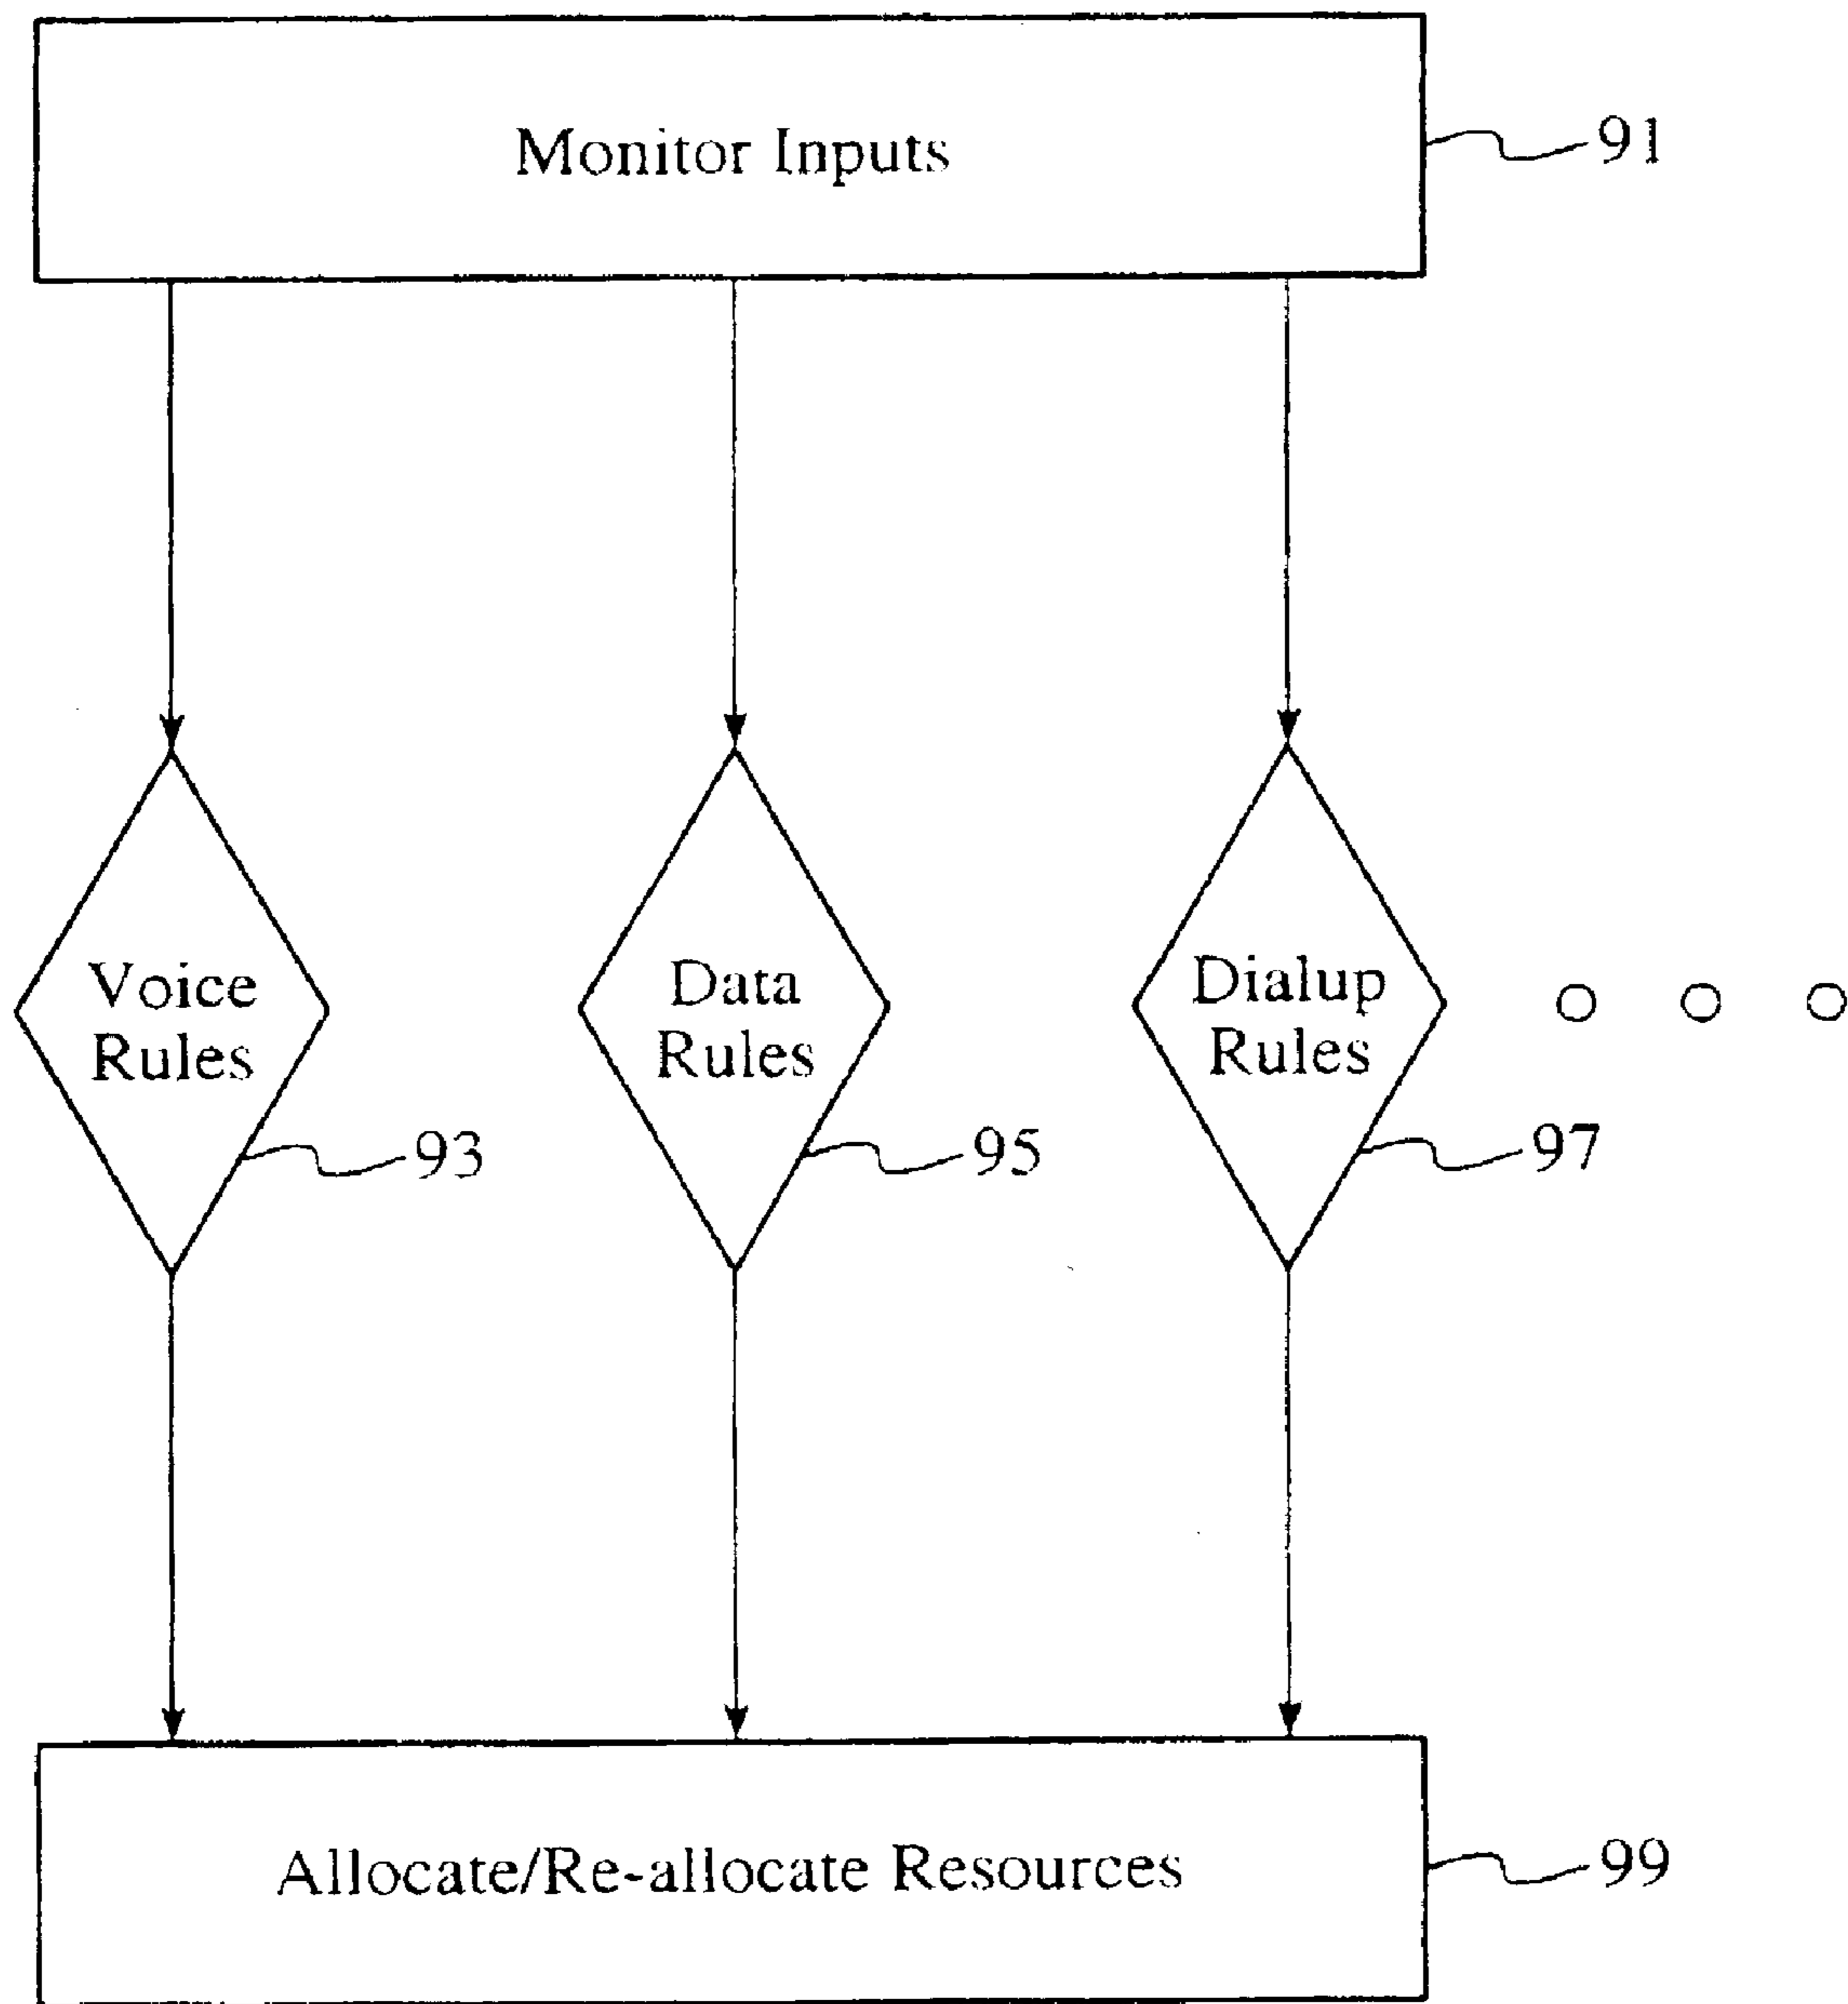 Monitor Inputs
91
Voice
Rules
93
Data
Rules
95
Dialup
Rules
97
Allocate/Re-allocate Resources
99